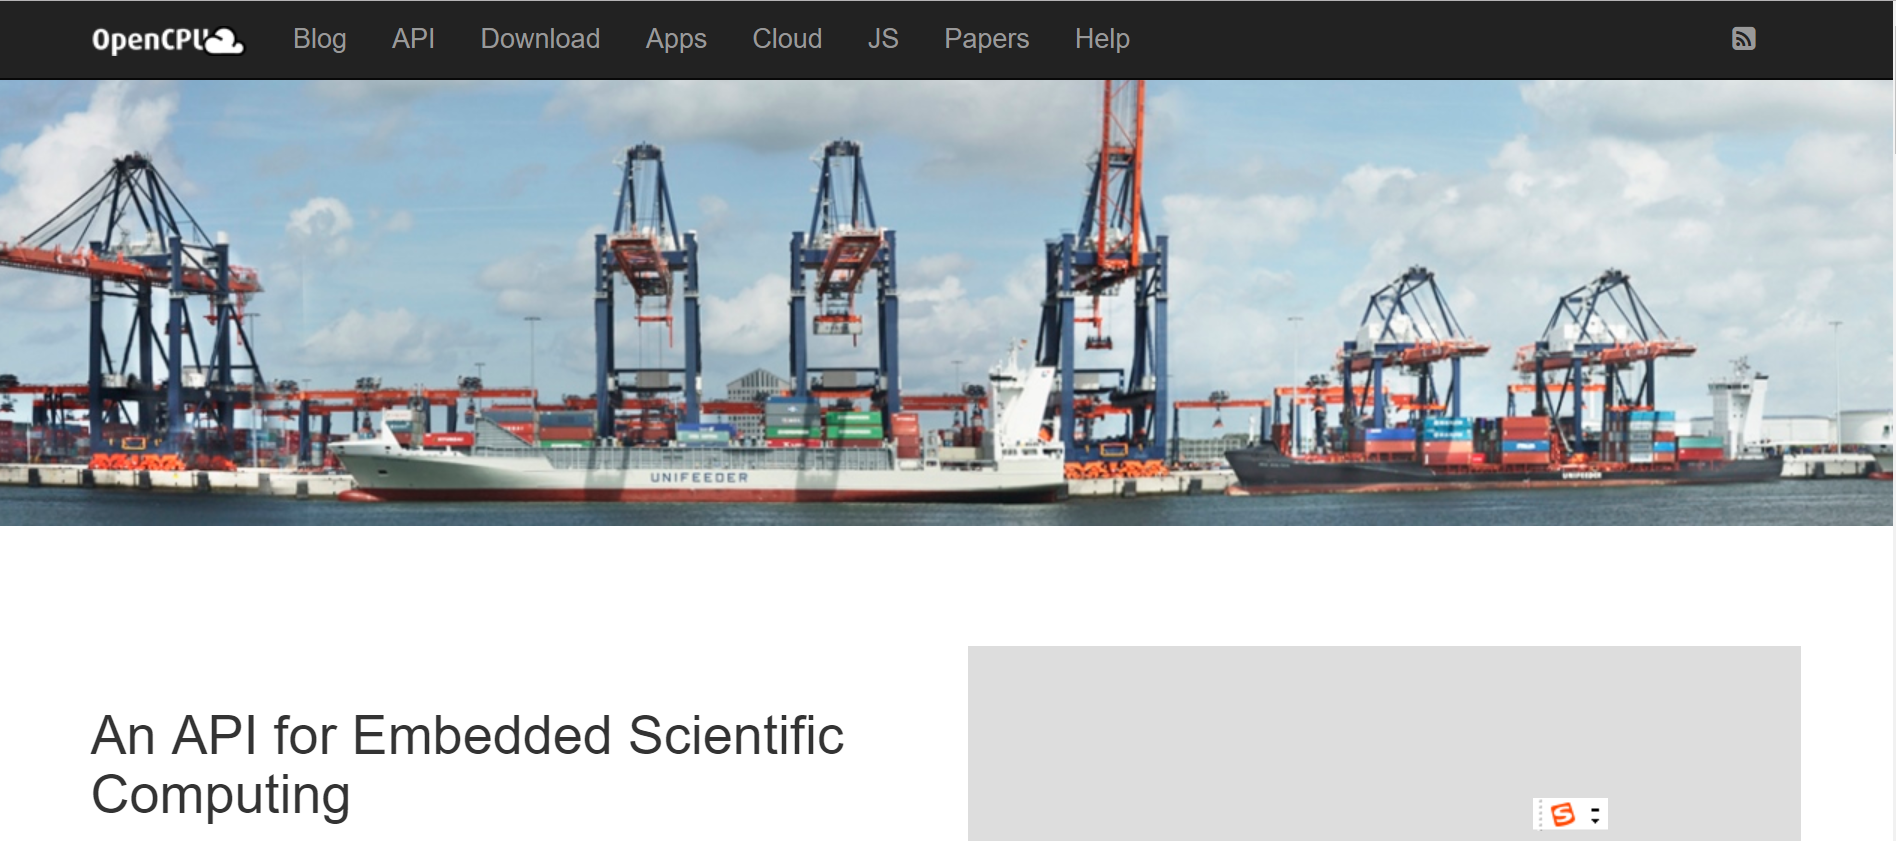 OpenCPU Blog API Download Apps Cloud JS Papers Help
UNIFEEDER
UNIFEEDER
An API for Embedded Scientific
Computing